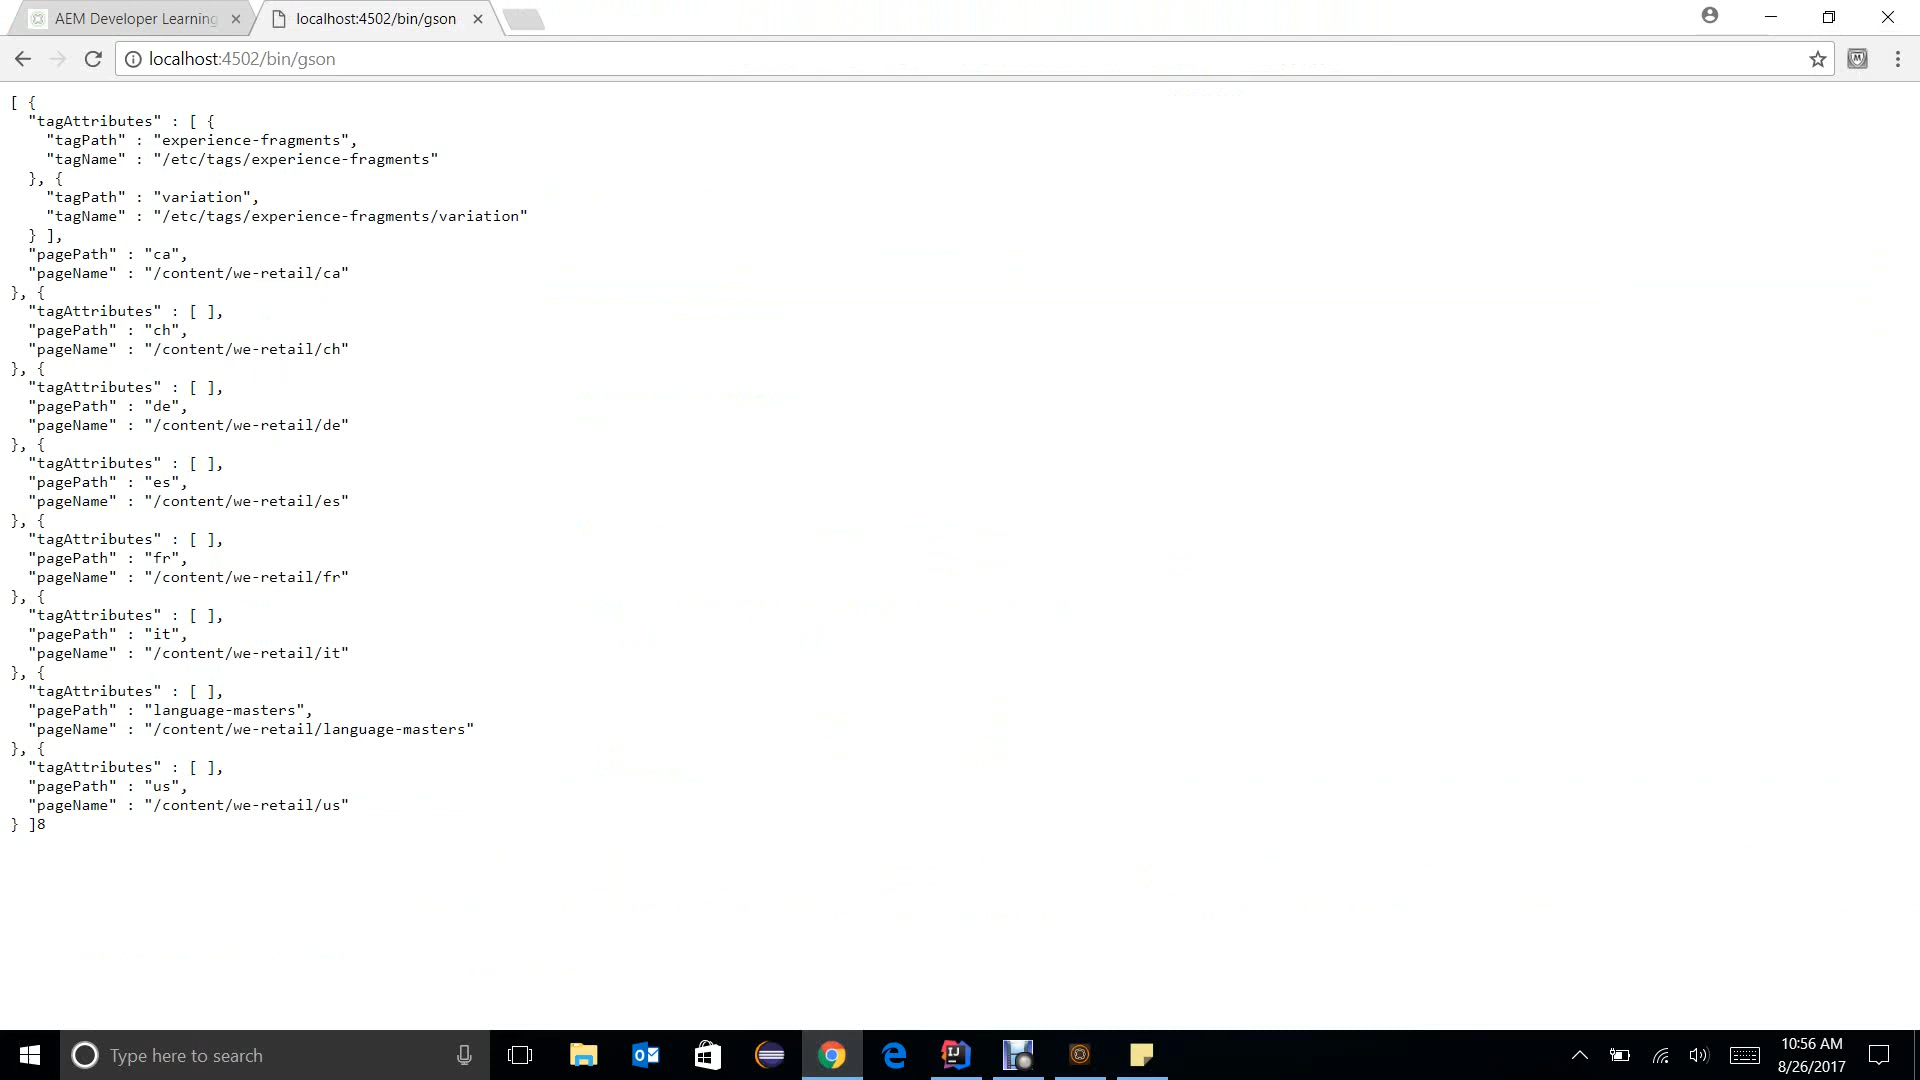 AEM Developer Learning
localhost:4502/bin/gson
localhost:4502/bin/gson
[ {
  "tagAttributes" : [ {
    "tagPath" : "experience-fragments",
    "tagName" : "/etc/tags/experience-fragments"
  }, {
    "tagPath" : "variation",
    "tagName" : "/etc/tags/experience-fragments/variation"
  } ],
  "pagePath" : "ca",
  "pageName" : "/content/we-retail/ca"
}, {
  "tagAttributes" : [ ],
  "pagePath" : "ch",
  "pageName" : "/content/we-retail/ch"
}, {
  "tagAttributes" : [ ],
  "pagePath" : "de",
  "pageName" : "/content/we-retail/de"
}, {
  "tagAttributes" : [ ],
  "pagePath" : "es",
  "pageName" : "/content/we-retail/es"
}, {
  "tagAttributes" : [ ],
  "pagePath" : "fr",
  "pageName" : "/content/we-retail/fr"
}, {
  "tagAttributes" : [ ],
  "pagePath" : "it",
  "pageName" : "/content/we-retail/it"
}, {
  "tagAttributes" : [ ],
  "pagePath" : "language-masters",
  "pageName" : "/content/we-retail/language-masters"
}, {
  "tagAttributes" : [ ],
  "pagePath" : "us",
  "pageName" : "/content/we-retail/us"
} ]8
Type here to search
10:56 AM
8/26/2017